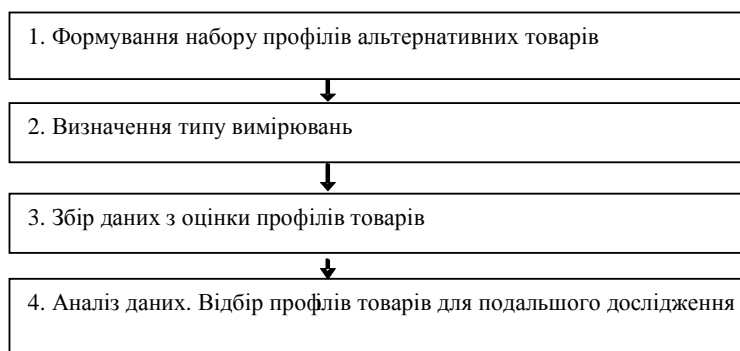 1. Формування набору профілів альтернативних товарів
2. Визначення типу вимірювань
3. Збір даних з оцінки профілів товарів
4. Аналіз даних. Відбір профілів товарів для подальшого дослідження